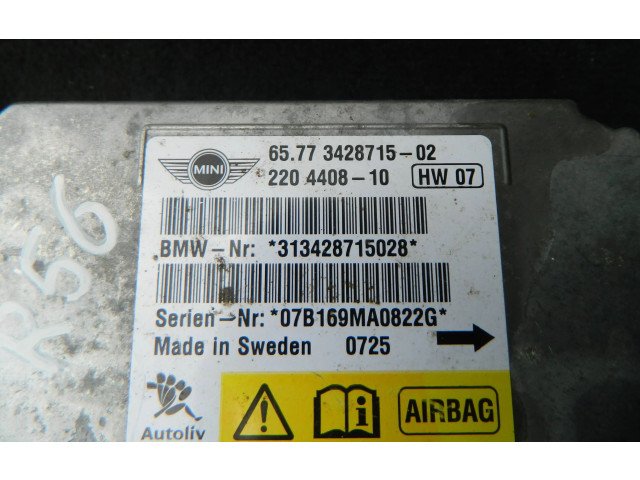 65.77 3428715-02
MINI
220 4408-10 HW 07
BMW-Nr: *313428715028*
Serien-Nr: *07B169MA0822G*
Made in Sweden 0725
Autoliv
AIRBAG
R56